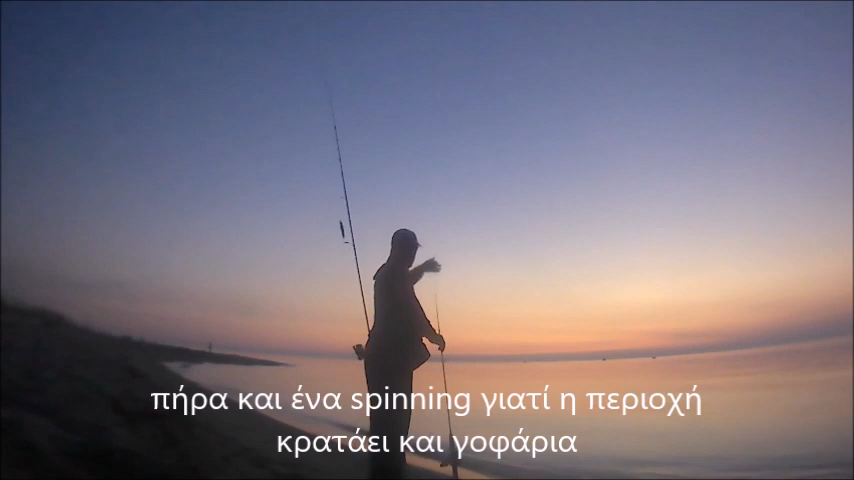 πήρα και ένα spinning γιατί η περιοχή
κρατάει και γοφάρια